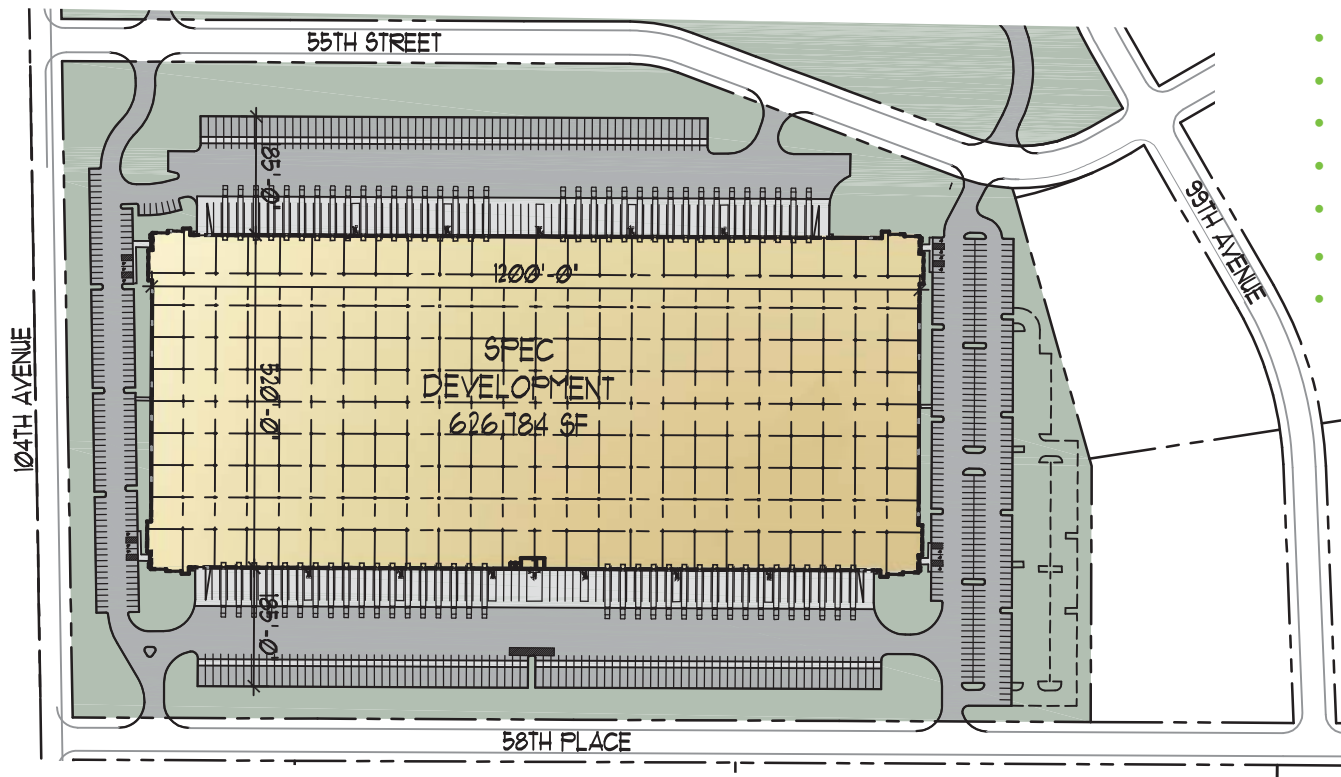 55TH STREET
185'-0"
99TH AVENUE
1200'-0"
104TH AVENUE
SPEC
DEVELOPMENT
626,784 SF
520'-0"
185'-0"
58TH PLACE